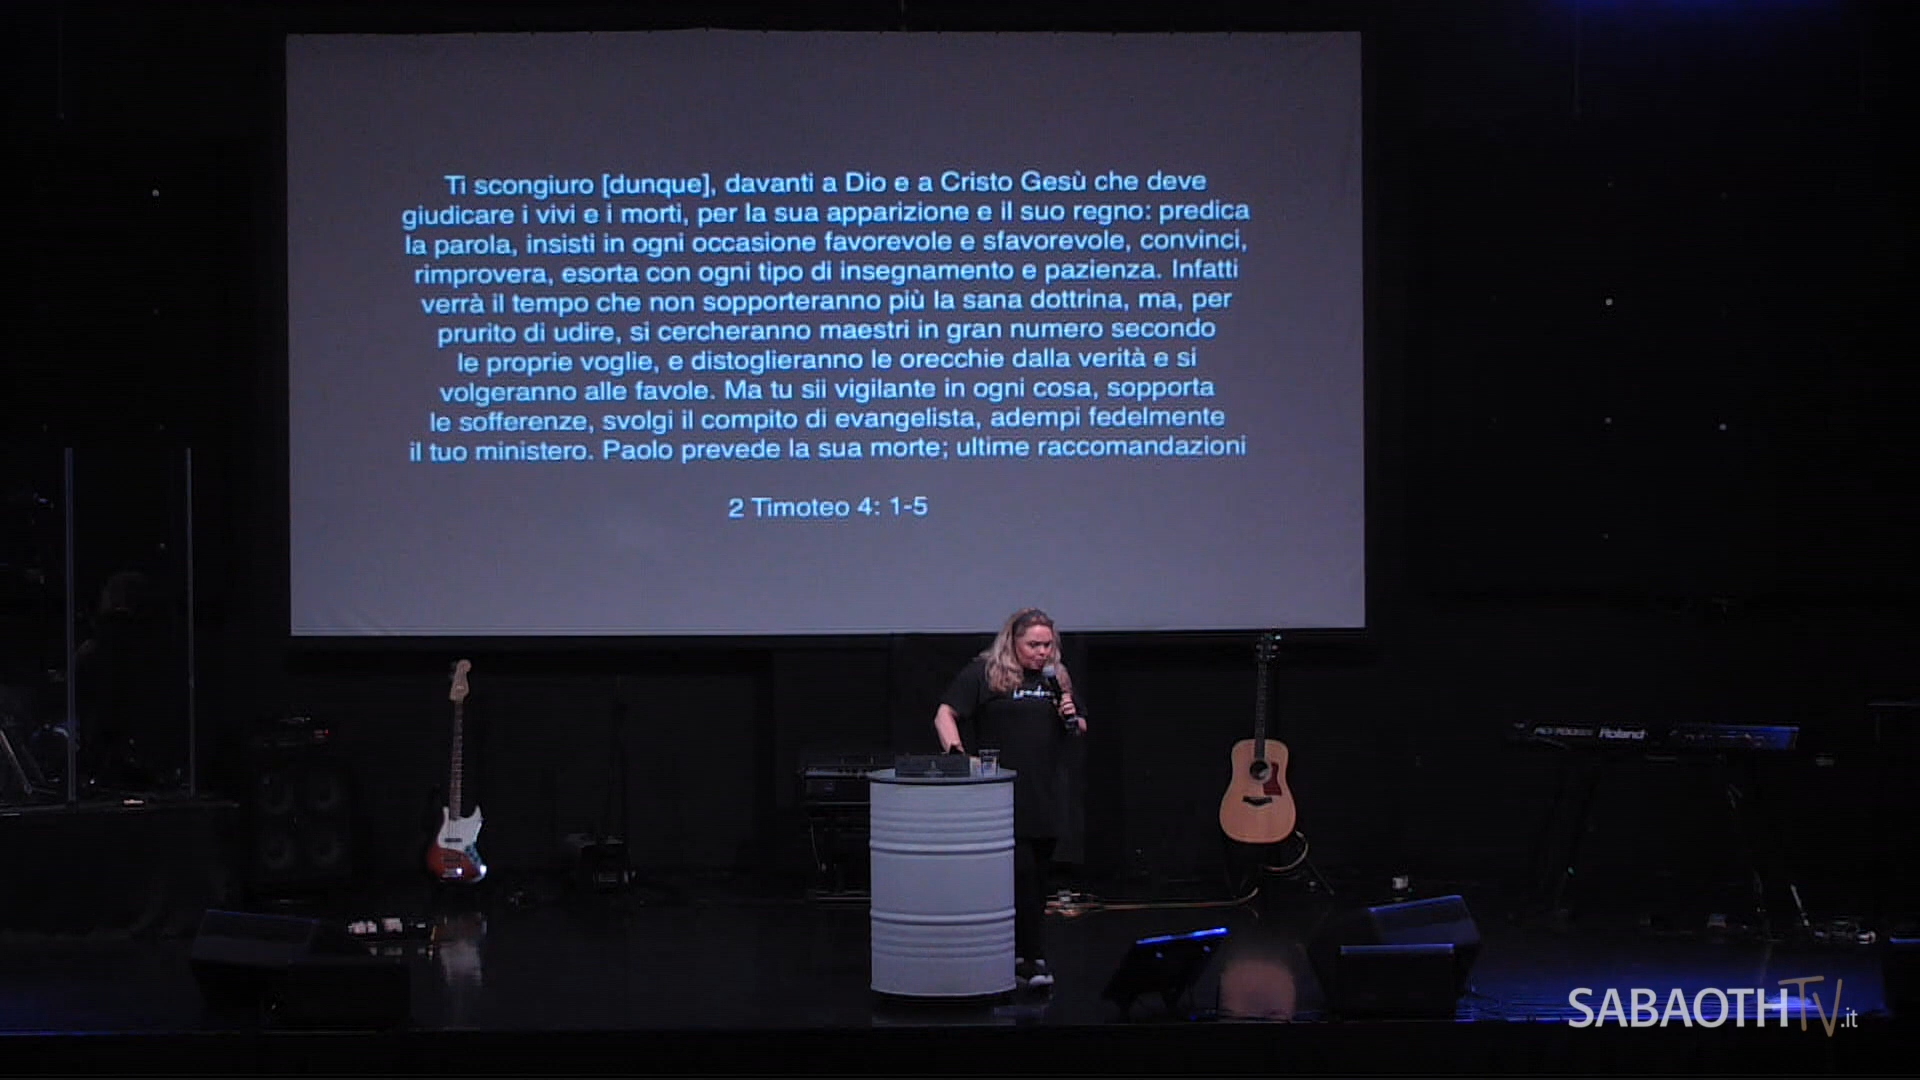 Ti scongiuro [dunque], davanti a Dio e a Cristo Gesù che deve
giudicare i vivi e i morti, per la sua apparizione e il suo regno: predica
la parola, insisti in ogni occasione favorevole e sfavorevole, convinci,
rimprovera, esorta con ogni tipo di insegnamento e pazienza. Infatti
verrà il tempo che non sopporteranno più la sana dottrina, ma, per
prurito di udire, si cercheranno maestri in gran numero secondo
le proprie voglie, e distoglieranno le orecchie dalla verità e si
volgeranno alle favole. Ma tu sii vigilante in ogni cosa, sopporta
le sofferenze, svolgi il compito di evangelista, adempi fedelmente
il tuo ministero. Paolo prevede la sua morte; ultime raccomandazioni
2 Timoteo 4: 1-5
Roland
SABAOTHTV.it